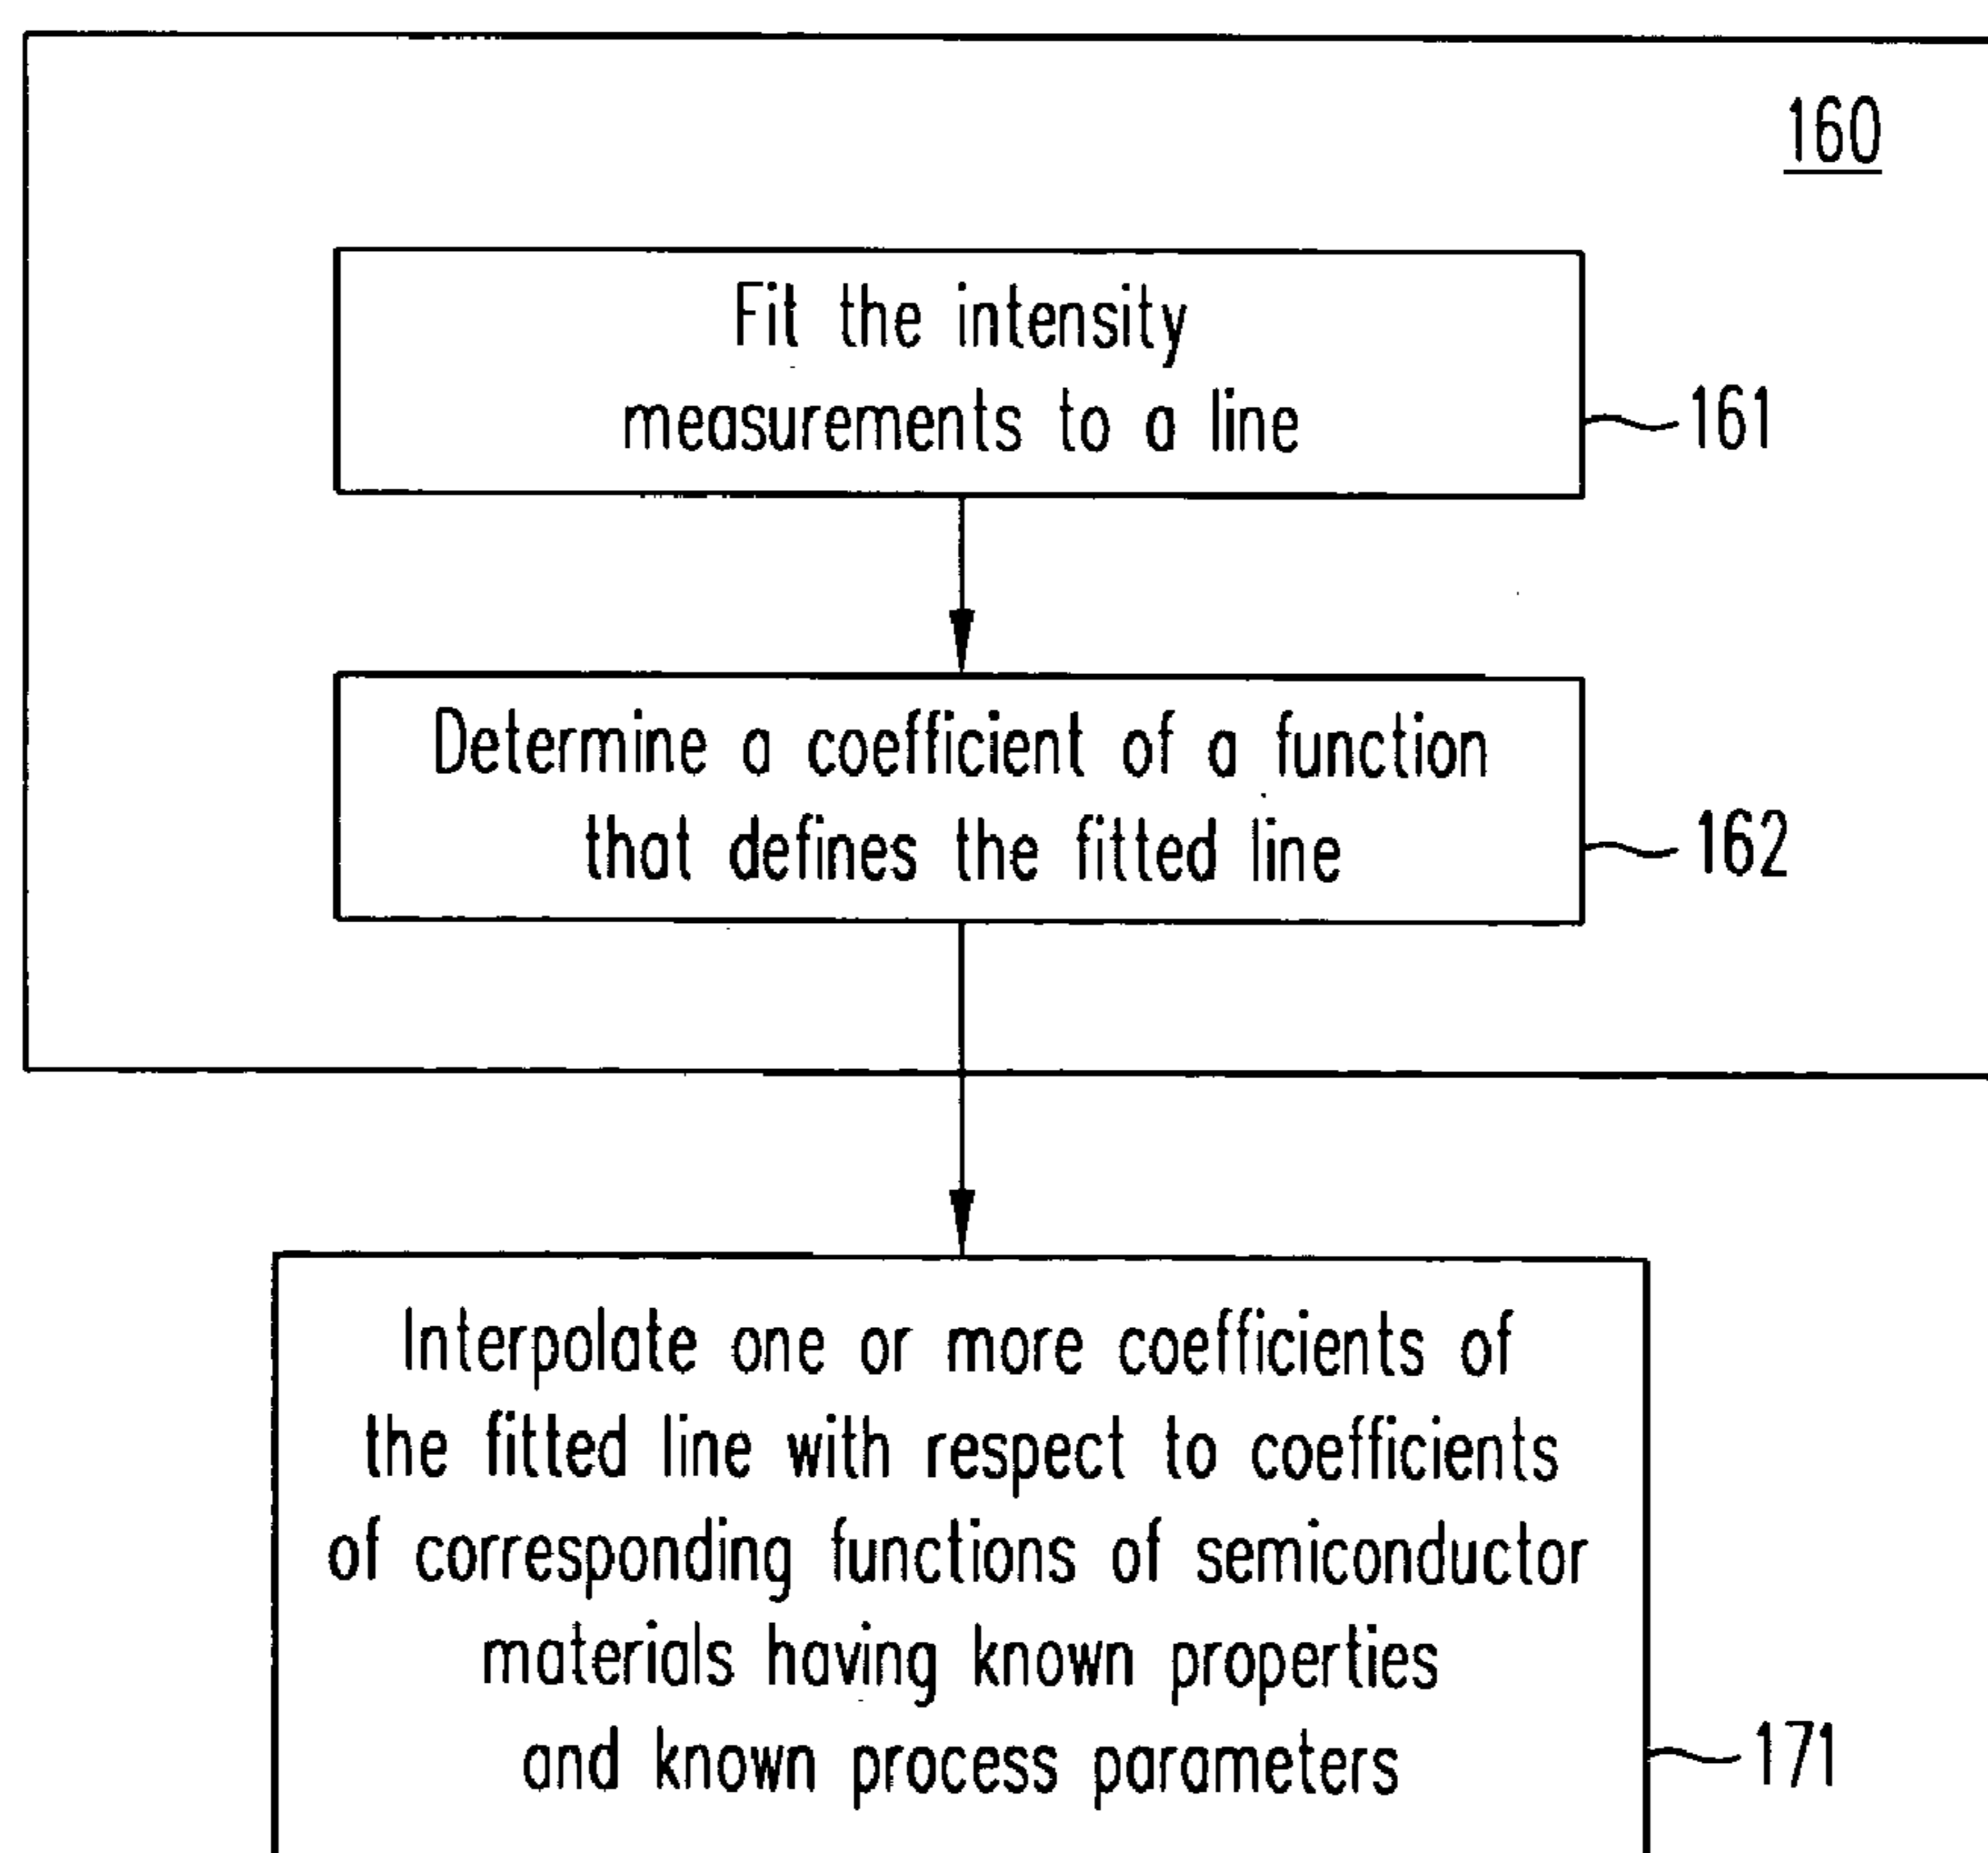 160
Fit the intensity
measurements to a line
161
Determine a coefficient of a function
that defines the fitted line
162
Interpolate one or more coefficients of
the fitted line with respect to coefficients
of corresponding functions of semiconductor
materials having known properties
and known process parameters
171